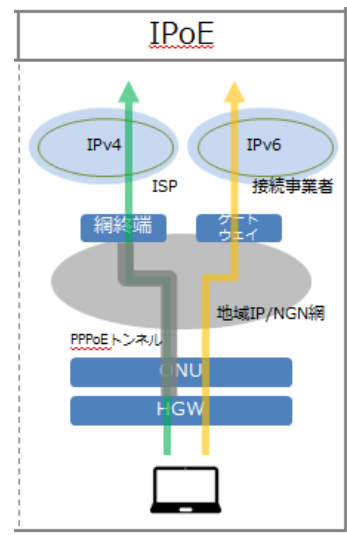 IPoE
IPv4
IPv6
ISP
接続事業者
網終端
ゲート
ウェイ
地域IP/NGN網
PPPoEトンネル
ONU
HGW